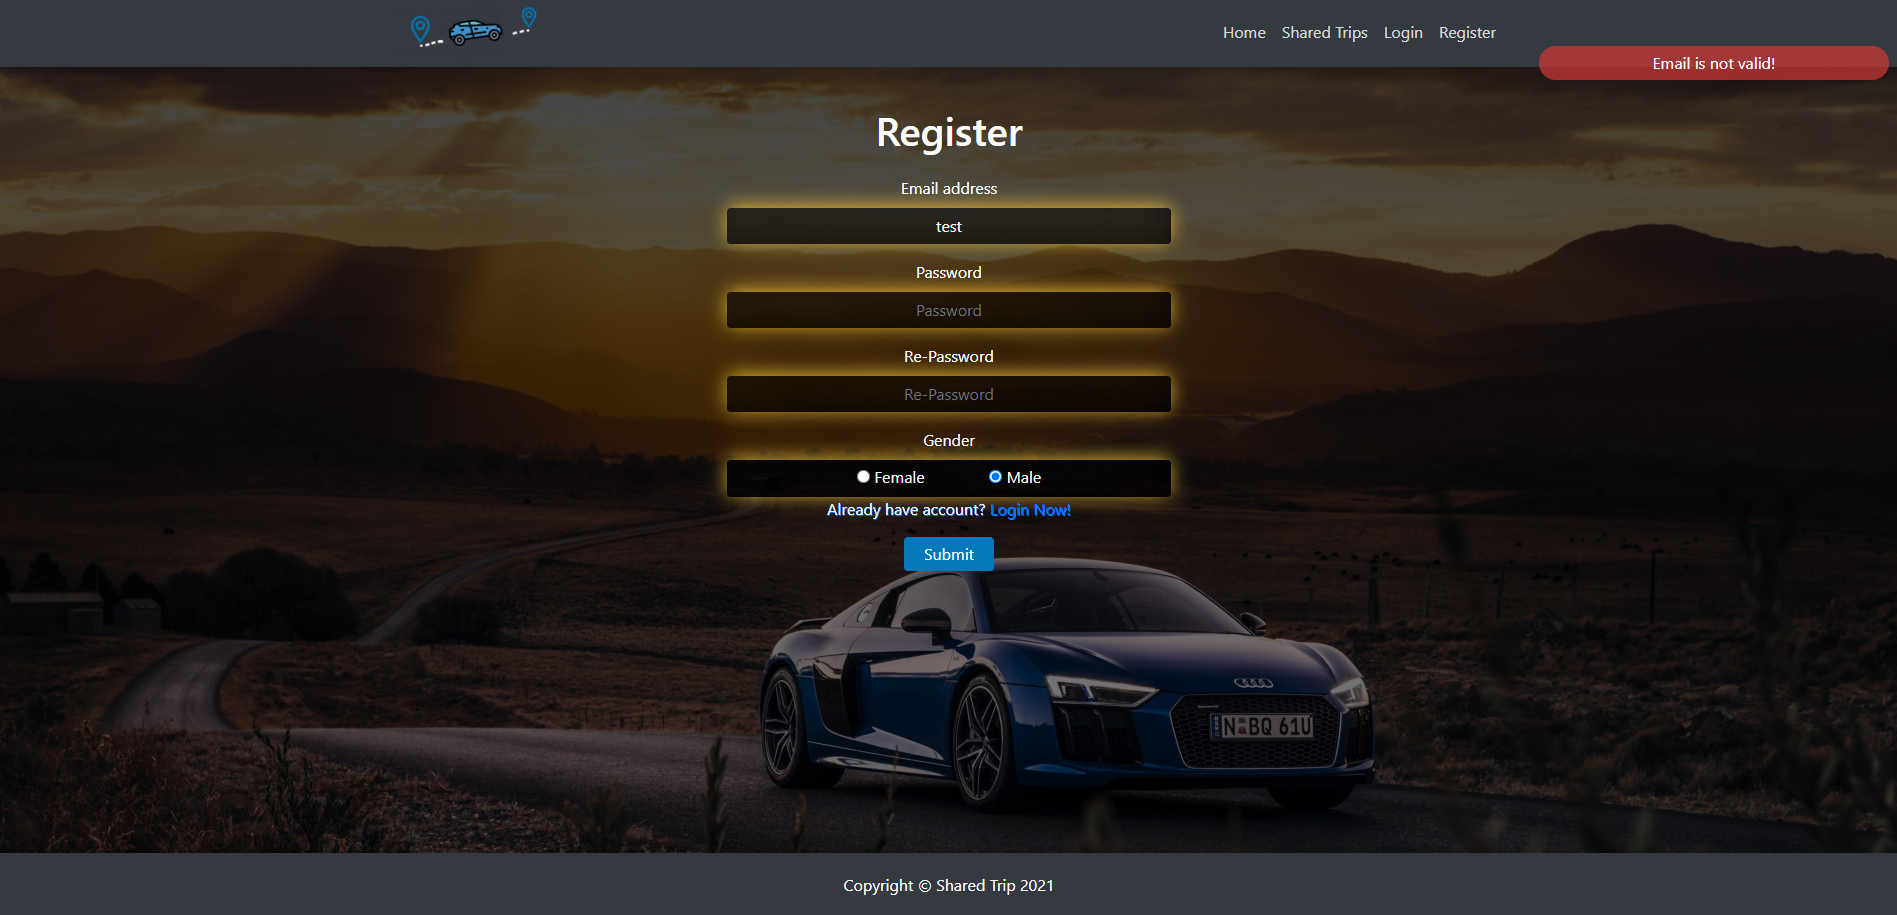 Home Shared Trips Login Register
Email is not valid!
Register
Email address
test
Password
Password
Re-Password
Re-Password
Gender
Female Male
Already have account? Login Now!
Submit
N BQ 61U
Copyright © Shared Trip 2021